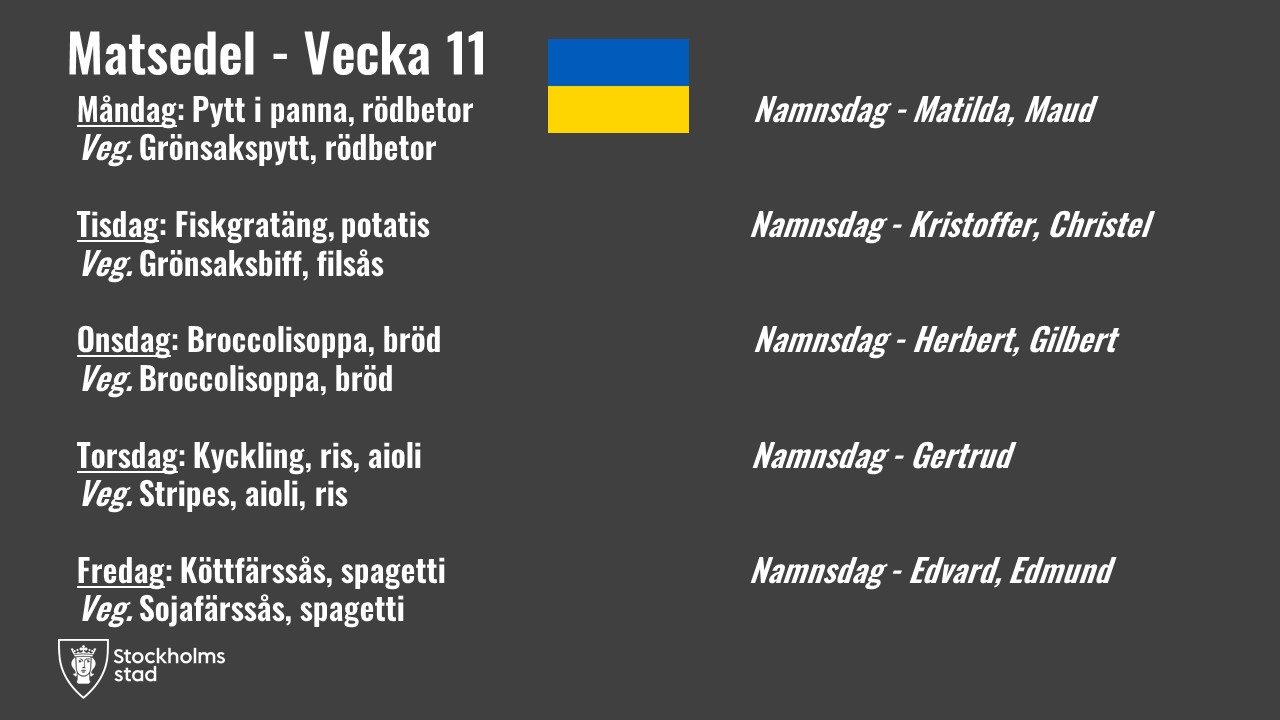 Matsedel - Vecka 11
Måndag: Pytt i panna, rödbetor
Veg. Grönsakspytt, rödbetor
Namnsdag - Matilda, Maud
Tisdag: Fiskgratäng, potatis
Veg. Grönsaksbiff, filsås
Namnsdag - Kristoffer, Christel
Onsdag: Broccolisoppa, bröd
Veg. Broccolisoppa, bröd
Namnsdag - Herbert, Gilbert
Torsdag: Kyckling, ris, aioli
Veg. Stripes, aioli, ris
Namnsdag - Gertrud
Fredag: Köttfärssås, spagetti
Veg. Sojafärssås, spagetti
Namnsdag - Edvard, Edmund
Stockholms
stad